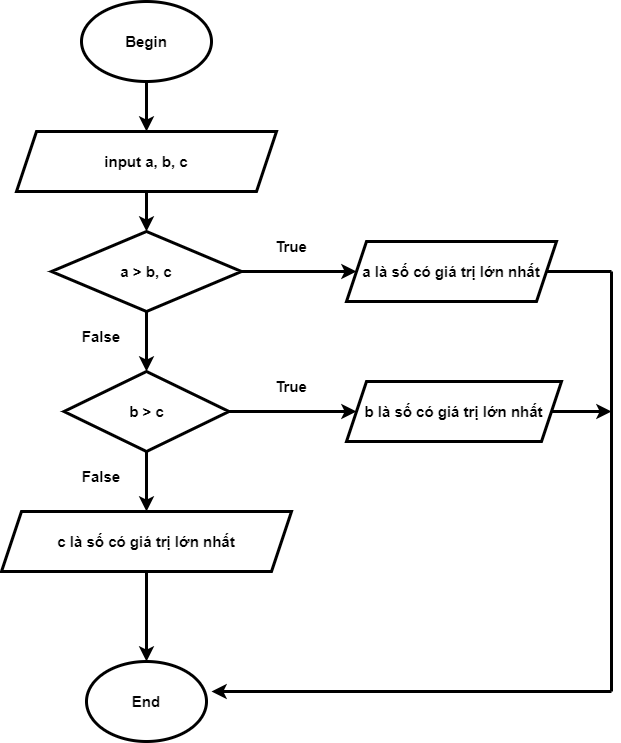 Begin
input a, b, c
a > b, c
True
a là số có giá trị lớn nhất
False
b > c
True
b là số có giá trị lớn nhất
False
c là số có giá trị lớn nhất
End